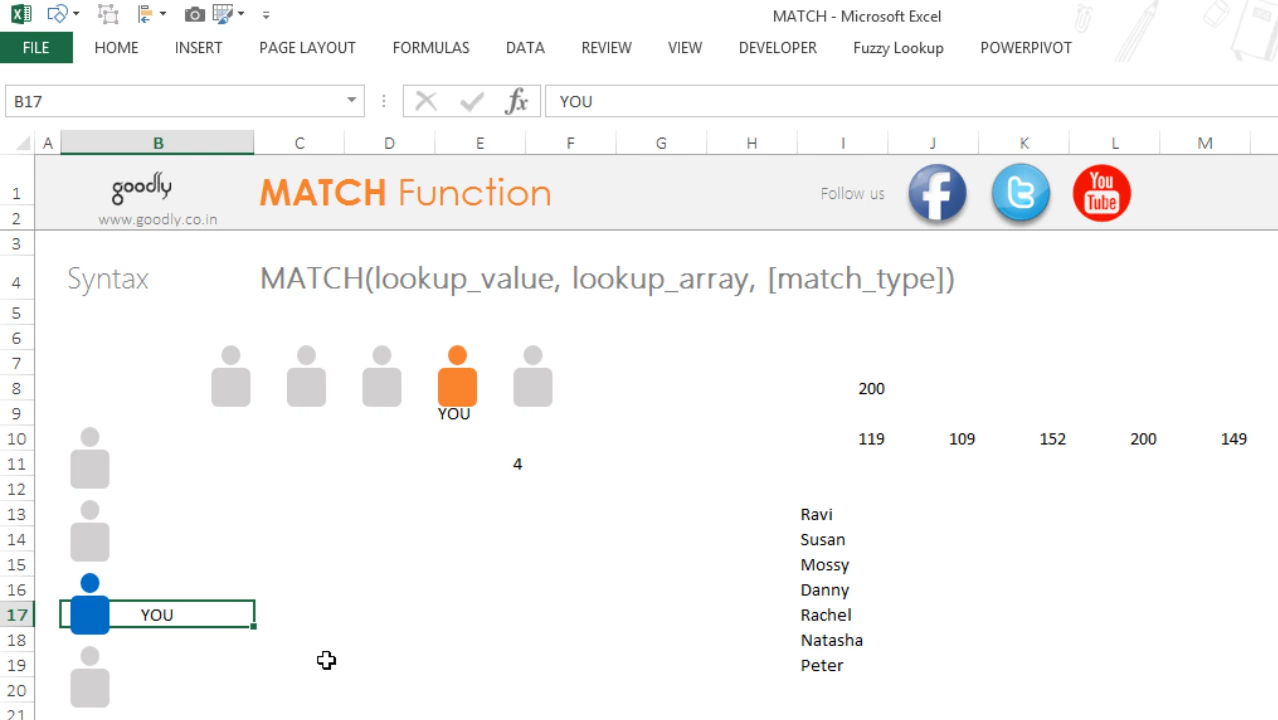 MATCH - Microsoft Excel
FILE HOME INSERT PAGE LAYOUT FORMULAS DATA REVIEW VIEW DEVELOPER Fuzzy Lookup POWERPIVOT
B17 fx YOU
A B C D E F G H I J K L M
1 goodly MATCH Function Follow us f You Tube
2 www.goodly.co.in
3
4 Syntax MATCH(lookup_value, lookup_array, [match_type])
5
6
7
8 200
9 YOU
10 119 109 152 200 149
11 4
12
13 Ravi
14 Susan
15 Mossy
16 Danny
17 YOU Rachel
18 Natasha
19 Peter
20
21